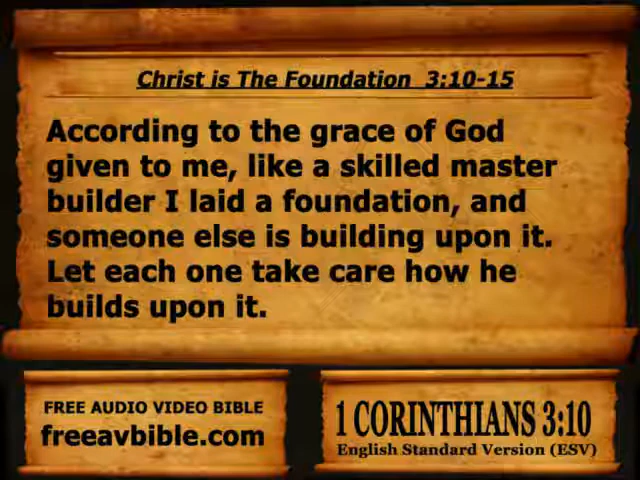 Christ is The Foundation 3:10-15
According to the grace of God
given to me, like a skilled master
builder I laid a foundation, and
someone else is building upon it.
Let each one take care how he
builds upon it.
FREE AUDIO VIDEO BIBLE
freeavbible.com
1 CORINTHIANS 3:10
English Standard Version (ESV)